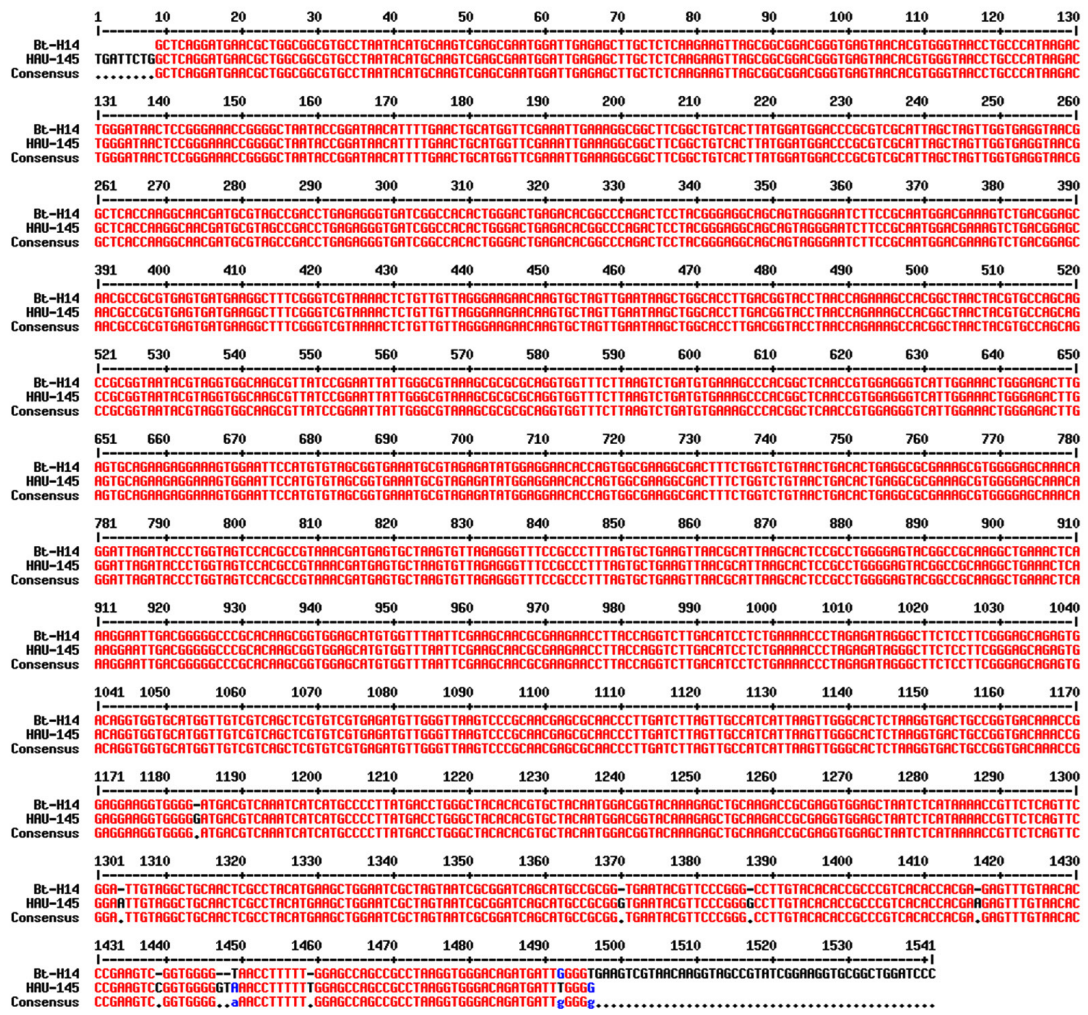 1 10 20 30 40 50 60 70 80 90 100 110 120 130
|--------+---------+---------+---------+---------+---------+---------+---------+---------+---------+---------+---------+---------|
Bt-H14 GCTCAGGATGAACGCTGGCGGCGTGCCTAATACATGCAAGTCGAGCGAATGGATTGAGAGCTTGCTCTCAAGAAGTTAGCGGCGGACGGGTGAGTAACACGTGGGTAACCTGCCCATAAGAC
HAU-145 TGATTCTGGCTCAGGATGAACGCTGGCGGCGTGCCTAATACATGCAAGTCGAGCGAATGGATTGAGAGCTTGCTCTCAAGAAGTTAGCGGCGGACGGGTGAGTAACACGTGGGTAACCTGCCCATAAGAC
Consensus ........GCTCAGGATGAACGCTGGCGGCGTGCCTAATACATGCAAGTCGAGCGAATGGATTGAGAGCTTGCTCTCAAGAAGTTAGCGGCGGACGGGTGAGTAACACGTGGGTAACCTGCCCATAAGAC
131 140 150 160 170 180 190 200 210 220 230 240 250 260
|--------+---------+---------+---------+---------+---------+---------+---------+---------+---------+---------+---------+---------|
Bt-H14 TGGGATAACTCCGGGAAACCGGGGCTAATACCGGATAACATTTTGAACTGCATGGTTCGAAATTGAAAGGCGGCTTCGGCTGTCACTTATGGATGGACCCGCGTCGCATTAGCTAGTTGGTGAGGTAACG
HAU-145 TGGGATAACTCCGGGAAACCGGGGCTAATACCGGATAACATTTTGAACTGCATGGTTCGAAATTGAAAGGCGGCTTCGGCTGTCACTTATGGATGGACCCGCGTCGCATTAGCTAGTTGGTGAGGTAACG
Consensus TGGGATAACTCCGGGAAACCGGGGCTAATACCGGATAACATTTTGAACTGCATGGTTCGAAATTGAAAGGCGGCTTCGGCTGTCACTTATGGATGGACCCGCGTCGCATTAGCTAGTTGGTGAGGTAACG
261 270 280 290 300 310 320 330 340 350 360 370 380 390
|--------+---------+---------+---------+---------+---------+---------+---------+---------+---------+---------+---------+---------|
Bt-H14 GCTCACCAAGGCAACGATGCGTAGCCGACCTGAGAGGGTGATCGGCCACACTGGGACTGAGACACGGCCCAGACTCCTACGGGAGGCAGCAGTAGGGAATCTTCCGCAATGGACGAAAGTCTGACGGAGC
HAU-145 GCTCACCAAGGCAACGATGCGTAGCCGACCTGAGAGGGTGATCGGCCACACTGGGACTGAGACACGGCCCAGACTCCTACGGGAGGCAGCAGTAGGGAATCTTCCGCAATGGACGAAAGTCTGACGGAGC
Consensus GCTCACCAAGGCAACGATGCGTAGCCGACCTGAGAGGGTGATCGGCCACACTGGGACTGAGACACGGCCCAGACTCCTACGGGAGGCAGCAGTAGGGAATCTTCCGCAATGGACGAAAGTCTGACGGAGC
391 400 410 420 430 440 450 460 470 480 490 500 510 520
|--------+---------+---------+---------+---------+---------+---------+---------+---------+---------+---------+---------+---------|
Bt-H14 AACGCCGCGTGAGTGATGAAGGCTTTCGGGTCGTAAAACTCTGTTGTTAGGGAAGAACAAGTGCTAGTTGAATAAGCTGGCACCTTGACGGTACCTAACCAGAAAGCCACGGCTAACTACGTGCCAGCAG
HAU-145 AACGCCGCGTGAGTGATGAAGGCTTTCGGGTCGTAAAACTCTGTTGTTAGGGAAGAACAAGTGCTAGTTGAATAAGCTGGCACCTTGACGGTACCTAACCAGAAAGCCACGGCTAACTACGTGCCAGCAG
Consensus AACGCCGCGTGAGTGATGAAGGCTTTCGGGTCGTAAAACTCTGTTGTTAGGGAAGAACAAGTGCTAGTTGAATAAGCTGGCACCTTGACGGTACCTAACCAGAAAGCCACGGCTAACTACGTGCCAGCAG
521 530 540 550 560 570 580 590 600 610 620 630 640 650
|--------+---------+---------+---------+---------+---------+---------+---------+---------+---------+---------+---------+---------|
Bt-H14 CCGCGGTAATACGTAGGTGGCAAGCGTTATCCGGAATTATTGGGCGTAAAGCGCGCGCAGGTGGTTTCTTAAGTCTGATGTGAAAGCCCACGGCTCAACCGTGGAGGGTCATTGGAAACTGGGAGACTTG
HAU-145 CCGCGGTAATACGTAGGTGGCAAGCGTTATCCGGAATTATTGGGCGTAAAGCGCGCGCAGGTGGTTTCTTAAGTCTGATGTGAAAGCCCACGGCTCAACCGTGGAGGGTCATTGGAAACTGGGAGACTTG
Consensus CCGCGGTAATACGTAGGTGGCAAGCGTTATCCGGAATTATTGGGCGTAAAGCGCGCGCAGGTGGTTTCTTAAGTCTGATGTGAAAGCCCACGGCTCAACCGTGGAGGGTCATTGGAAACTGGGAGACTTG
651 660 670 680 690 700 710 720 730 740 750 760 770 780
|--------+---------+---------+---------+---------+---------+---------+---------+---------+---------+---------+---------+---------|
Bt-H14 AGTGCAGAAGAGGAAAGTGGAATTCCATGTGTAGCGGTGAAATGCGTAGAGATATGGAGGAACACCAGTGGCGAAGGCGACTTTCTGGTCTGTAACTGACACTGAGGCGCGAAAGCGTGGGGAGCAAACA
HAU-145 AGTGCAGAAGAGGAAAGTGGAATTCCATGTGTAGCGGTGAAATGCGTAGAGATATGGAGGAACACCAGTGGCGAAGGCGACTTTCTGGTCTGTAACTGACACTGAGGCGCGAAAGCGTGGGGAGCAAACA
Consensus AGTGCAGAAGAGGAAAGTGGAATTCCATGTGTAGCGGTGAAATGCGTAGAGATATGGAGGAACACCAGTGGCGAAGGCGACTTTCTGGTCTGTAACTGACACTGAGGCGCGAAAGCGTGGGGAGCAAACA
781 790 800 810 820 830 840 850 860 870 880 890 900 910
|--------+---------+---------+---------+---------+---------+---------+---------+---------+---------+---------+---------+---------|
Bt-H14 GGATTAGATACCCTGGTAGTCCACGCCGTAAACGATGAGTGCTAAGTGTTAGAGGGTTTCCGCCCTTTAGTGCTGAAGTTAACGCATTAAGCACTCCGCCTGGGGAGTACGGCCGCAAGGCTGAAACTCA
HAU-145 GGATTAGATACCCTGGTAGTCCACGCCGTAAACGATGAGTGCTAAGTGTTAGAGGGTTTCCGCCCTTTAGTGCTGAAGTTAACGCATTAAGCACTCCGCCTGGGGAGTACGGCCGCAAGGCTGAAACTCA
Consensus GGATTAGATACCCTGGTAGTCCACGCCGTAAACGATGAGTGCTAAGTGTTAGAGGGTTTCCGCCCTTTAGTGCTGAAGTTAACGCATTAAGCACTCCGCCTGGGGAGTACGGCCGCAAGGCTGAAACTCA
911 920 930 940 950 960 970 980 990 1000 1010 1020 1030 1040
|--------+---------+---------+---------+---------+---------+---------+---------+---------+---------+---------+---------+---------|
Bt-H14 AAGGAATTGACGGGGGCCCGCACAAGCGGTGGAGCATGTGGTTTAATTCGAAGCAACGCGAAGAACCTTACCAGGTCTTGACATCCTCTGAAAACCCTAGAGATAGGGCTTCTCCTTCGGGAGCAGAGTG
HAU-145 AAGGAATTGACGGGGGCCCGCACAAGCGGTGGAGCATGTGGTTTAATTCGAAGCAACGCGAAGAACCTTACCAGGTCTTGACATCCTCTGAAAACCCTAGAGATAGGGCTTCTCCTTCGGGAGCAGAGTG
Consensus AAGGAATTGACGGGGGCCCGCACAAGCGGTGGAGCATGTGGTTTAATTCGAAGCAACGCGAAGAACCTTACCAGGTCTTGACATCCTCTGAAAACCCTAGAGATAGGGCTTCTCCTTCGGGAGCAGAGTG
1041 1050 1060 1070 1080 1090 1100 1110 1120 1130 1140 1150 1160 1170
|--------+---------+---------+---------+---------+---------+---------+---------+---------+---------+---------+---------+---------|
Bt-H14 ACAGGTGGTGCATGGTTGTCGTCAGCTCGTGTCGTGAGATGTTGGGTTAAGTCCCGCAACGAGCGCAACCCTTGATCTTAGTTGCCATCATTAAGTTGGGCACTCTAAGGTGACTGCCGGTGACAAACCG
HAU-145 ACAGGTGGTGCATGGTTGTCGTCAGCTCGTGTCGTGAGATGTTGGGTTAAGTCCCGCAACGAGCGCAACCCTTGATCTTAGTTGCCATCATTAAGTTGGGCACTCTAAGGTGACTGCCGGTGACAAACCG
Consensus ACAGGTGGTGCATGGTTGTCGTCAGCTCGTGTCGTGAGATGTTGGGTTAAGTCCCGCAACGAGCGCAACCCTTGATCTTAGTTGCCATCATTAAGTTGGGCACTCTAAGGTGACTGCCGGTGACAAACCG
1171 1180 1190 1200 1210 1220 1230 1240 1250 1260 1270 1280 1290 1300
|--------+---------+---------+---------+---------+---------+---------+---------+---------+---------+---------+---------+---------|
Bt-H14 GAGGAAGGTGGGG-ATGACGTCAAATCATCATGCCCCTTATGACCTGGGCTACACACGTGCTACAATGGACGGTACAAAGAGCTGCAAGACCGCGAGGTGGAGCTAATCTCATAAAACCGTTCTCAGTTC
HAU-145 GAGGAAGGTGGGGGATGACGTCAAATCATCATGCCCCTTATGACCTGGGCTACACACGTGCTACAATGGACGGTACAAAGAGCTGCAAGACCGCGAGGTGGAGCTAATCTCATAAAACCGTTCTCAGTTC
Consensus GAGGAAGGTGGGG.ATGACGTCAAATCATCATGCCCCTTATGACCTGGGCTACACACGTGCTACAATGGACGGTACAAAGAGCTGCAAGACCGCGAGGTGGAGCTAATCTCATAAAACCGTTCTCAGTTC
1301 1310 1320 1330 1340 1350 1360 1370 1380 1390 1400 1410 1420 1430
|--------+---------+---------+---------+---------+---------+---------+---------+---------+---------+---------+---------+---------|
Bt-H14 GGA-TTGTAGGCTGCAACTCGCCTACATGAAGCTGGAATCGCTAGTAATCGCGGATCAGCATGCCGCGG-TGAATACGTTCCCGGG-CCTTGTACACACCGCCCGTCACACCACGA-GAGTTTGTAACAC
HAU-145 GGAATTGTAGGCTGCAACTCGCCTACATGAAGCTGGAATCGCTAGTAATCGCGGATCAGCATGCCGCGGGTGAATACGTTCCCGGGGCCTTGTACACACCGCCCGTCACACCACGAAGAGTTTGTAACAC
Consensus GGA.TTGTAGGCTGCAACTCGCCTACATGAAGCTGGAATCGCTAGTAATCGCGGATCAGCATGCCGCGG.TGAATACGTTCCCGGG.CCTTGTACACACCGCCCGTCACACCACGA.GAGTTTGTAACAC
1431 1440 1450 1460 1470 1480 1490 1500 1510 1520 1530 1541
|--------+---------+---------+---------+---------+---------+---------+---------+---------+---------+---------+|
Bt-H14 CCGAAGTC-GGTGGGG--TAACCTTTTT-GGAGCCAGCCGCCTAAGGTGGGACAGATGATTGGGGTGAAGTCGTAACAAGGTAGCCGTATCGGAAGGTGCGGCTGGATCCC
HAU-145 CCGAAGTCCGGTGGGGGTAAACCTTTTTTGGAGCCAGCCGCCTAAGGTGGGACAGATGATTTGGGG
Consensus CCGAAGTC.GGTGGGG..aAACCTTTTT.GGAGCCAGCCGCCTAAGGTGGGACAGATGATTgGGGg.............................................